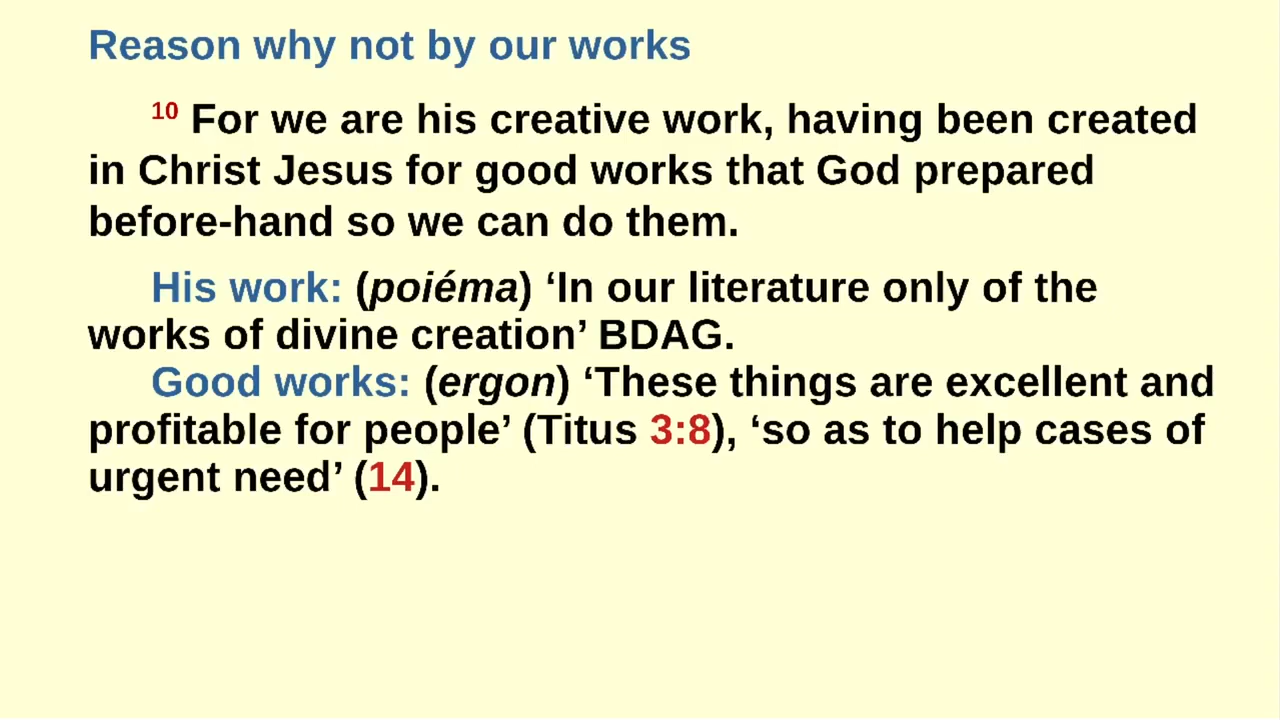 Reason why not by our works
10 For we are his creative work, having been created
in Christ Jesus for good works that God prepared
before-hand so we can do them.
His work: (poiéma) ‘In our literature only of the
works of divine creation’ BDAG.
Good works: (ergon) ‘These things are excellent and
profitable for people’ (Titus 3:8), ‘so as to help cases of
urgent need’ (14).